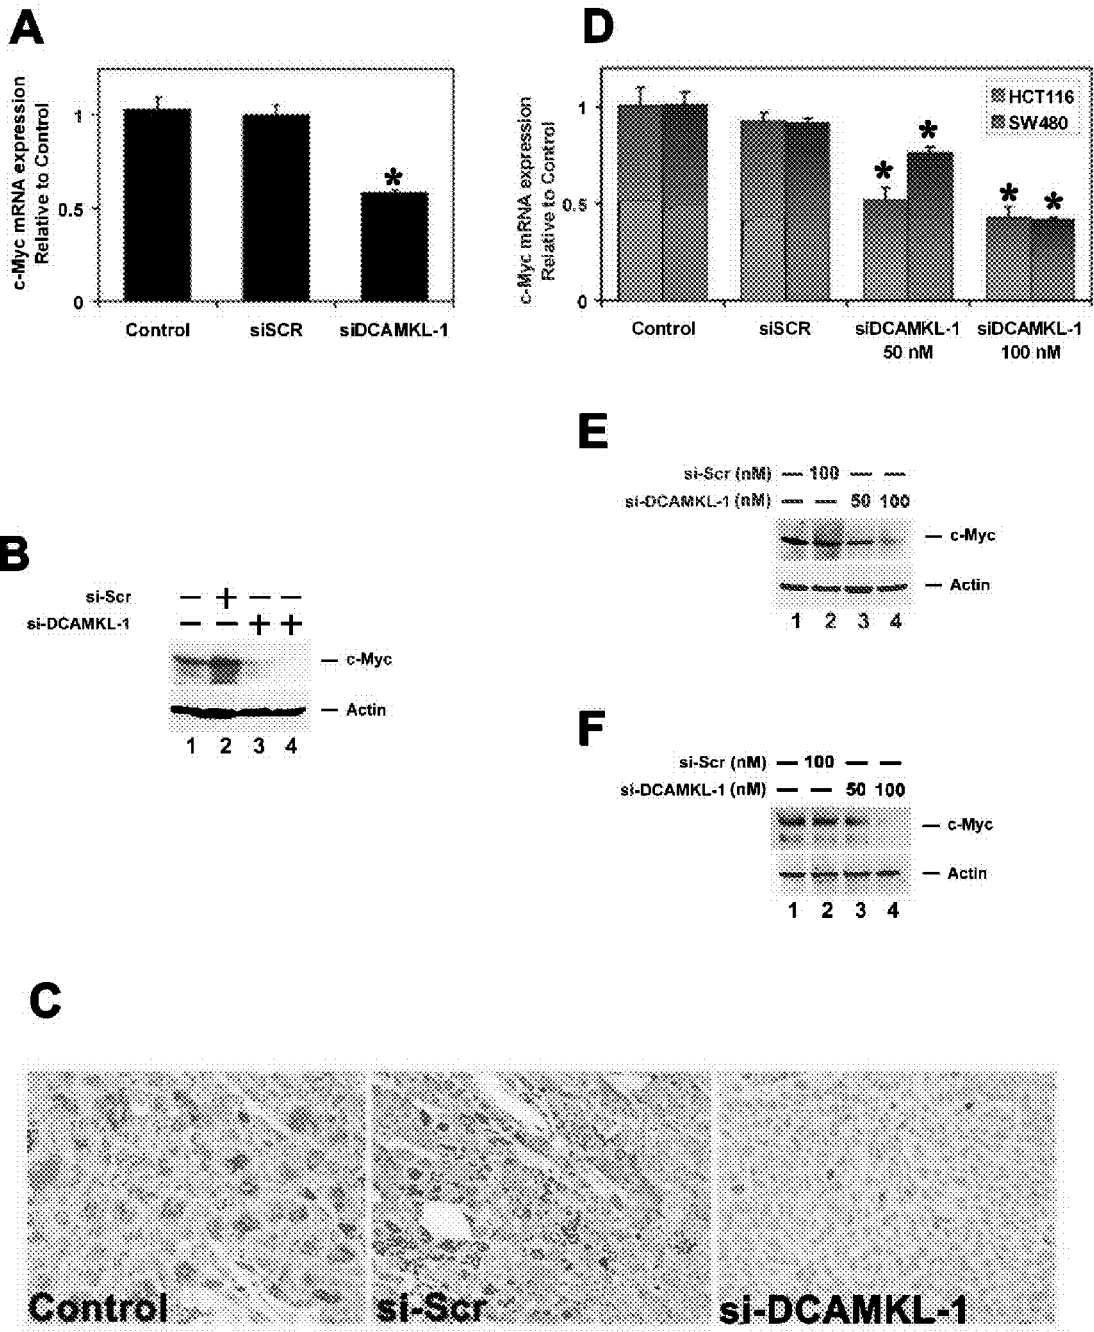 A
c-Myc mRNA expression
Relative to Control
1
0.5
0
*
Control siSCR siDCAMKL-1
D
c-Myc mRNA expression
Relative to Control
1
0.5
0
HCT116
SW480
* * * *
Control siSCR siDCAMKL-1 siDCAMKL-1
50 nM 100 nM
E
si-Scr (nM) — 100 — —
si-DCAMKL-1 (nM) — — 50 100
— c-Myc
— Actin
1 2 3 4
B
si-Scr — + — —
si-DCAMKL-1 — — + +
— c-Myc
— Actin
1 2 3 4
F
si-Scr (nM) — 100 — —
si-DCAMKL-1 (nM) — — 50 100
— c-Myc
— Actin
1 2 3 4
C
Control
si-Scr
si-DCAMKL-1